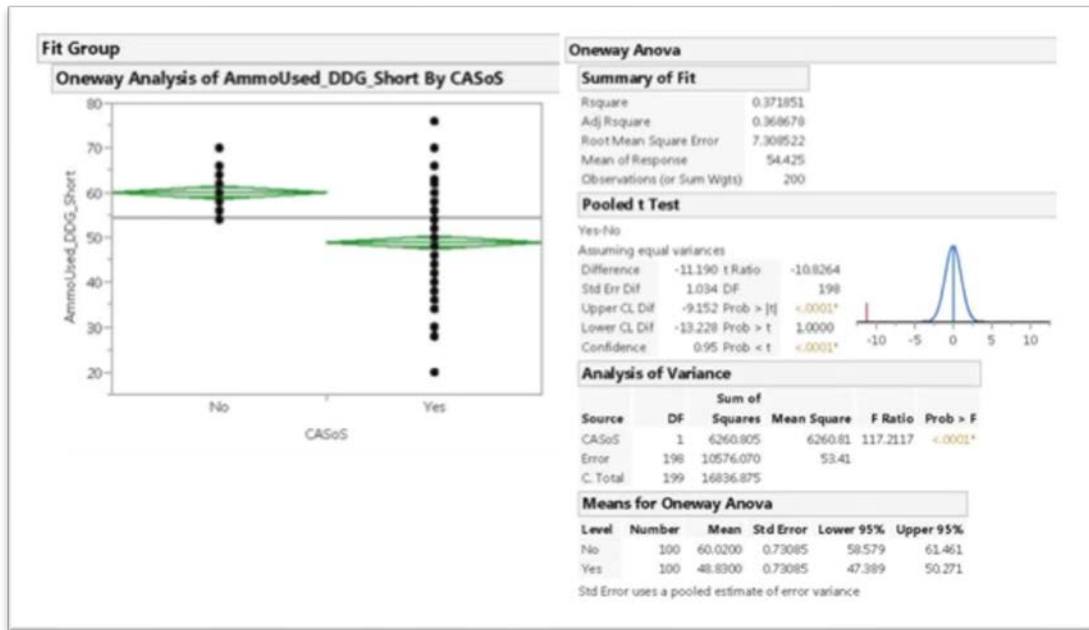 Fit Group
Oneway Analysis of AmmoUsed_DDG_Short By CASoS
80
70
60
50
40
30
20
AmmoUsed_DDG_Short
No Yes
CASoS
Oneway Anova
Summary of Fit
Rsquare 0.371851
Adj Rsquare 0.368678
Root Mean Square Error 7.308522
Mean of Response 54.425
Observations (or Sum Wgts) 200
Pooled t Test
Yes-No
Assuming equal variances
Difference -11.190 t Ratio -10.8264
Std Err Dif 1.034 DF 198
Upper CL Dif -9.152 Prob > |t| <.0001*
Lower CL Dif -13.228 Prob > t 1.0000
Confidence 0.95 Prob < t <.0001*
-10 -5 0 5 10
Analysis of Variance
Sum of
Source DF Squares Mean Square F Ratio Prob > F
CASoS 1 6260.805 6260.81 117.2117 <.0001*
Error 198 10576.070 53.41
C. Total 199 16836.875
Means for Oneway Anova
Level Number Mean Std Error Lower 95% Upper 95%
No 100 60.0200 0.73085 58.579 61.461
Yes 100 48.8300 0.73085 47.389 50.271
Std Error uses a pooled estimate of error variance